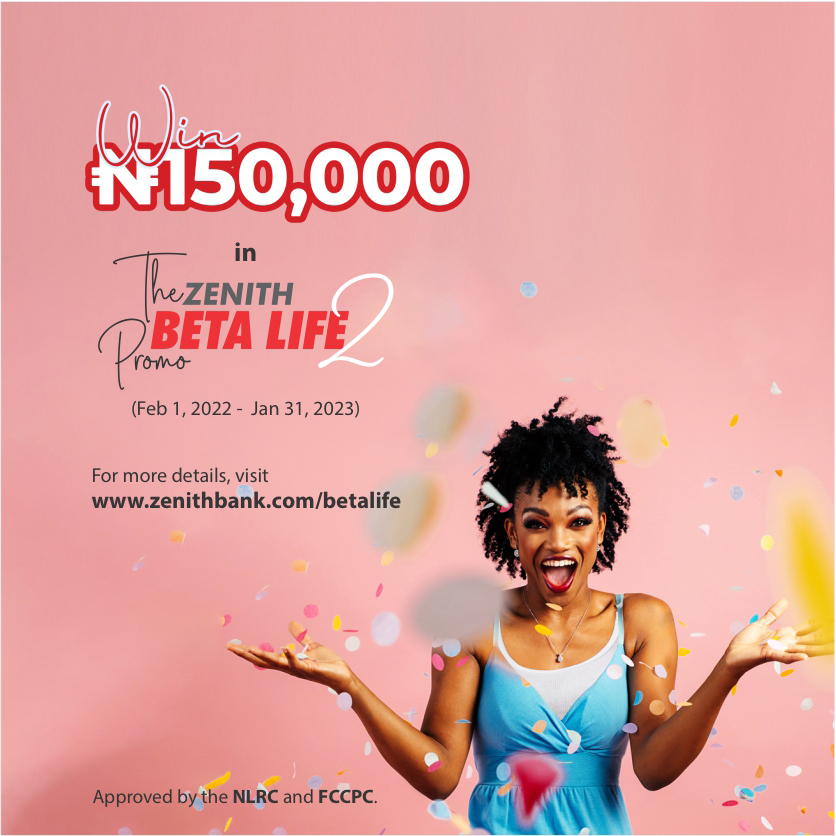 Win
₦150,000
in
The ZENITH
BETA LIFE 2
Promo
(Feb 1, 2022 - Jan 31, 2023)
For more details, visit
www.zenithbank.com/betalife
Approved by the NLRC and FCCPC.